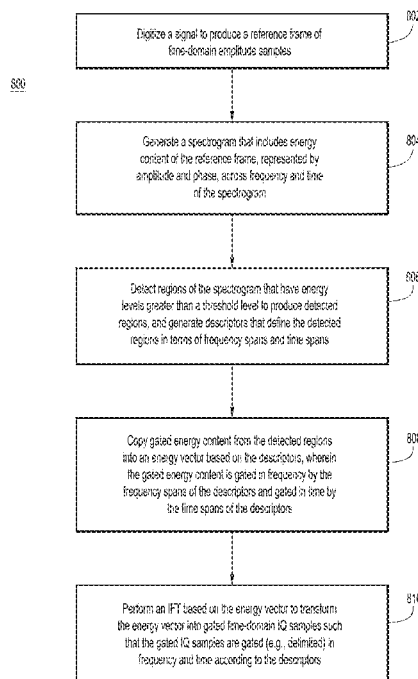 802
Digitize a signal to produce a reference frame of
time-domain amplitude samples
800
804
Generate a spectrogram that includes energy
content of the reference frame, represented by
amplitude and phase, across frequency and time
of the spectrogram
806
Detect regions of the spectrogram that have energy
levels greater than a threshold level to produce detected
regions, and generate descriptors that define the detected
regions in terms of frequency spans and time spans
808
Copy gated energy content from the detected regions
into an energy vector based on the descriptors, wherein
the gated energy content is gated in frequency by the
frequency spans of the descriptors and gated in time by
the time spans of the descriptors
810
Perform an IFT based on the energy vector to transform
the energy vector into gated time-domain IQ samples such
that the gated IQ samples are gated (e.g., delimited) in
frequency and time according to the descriptors